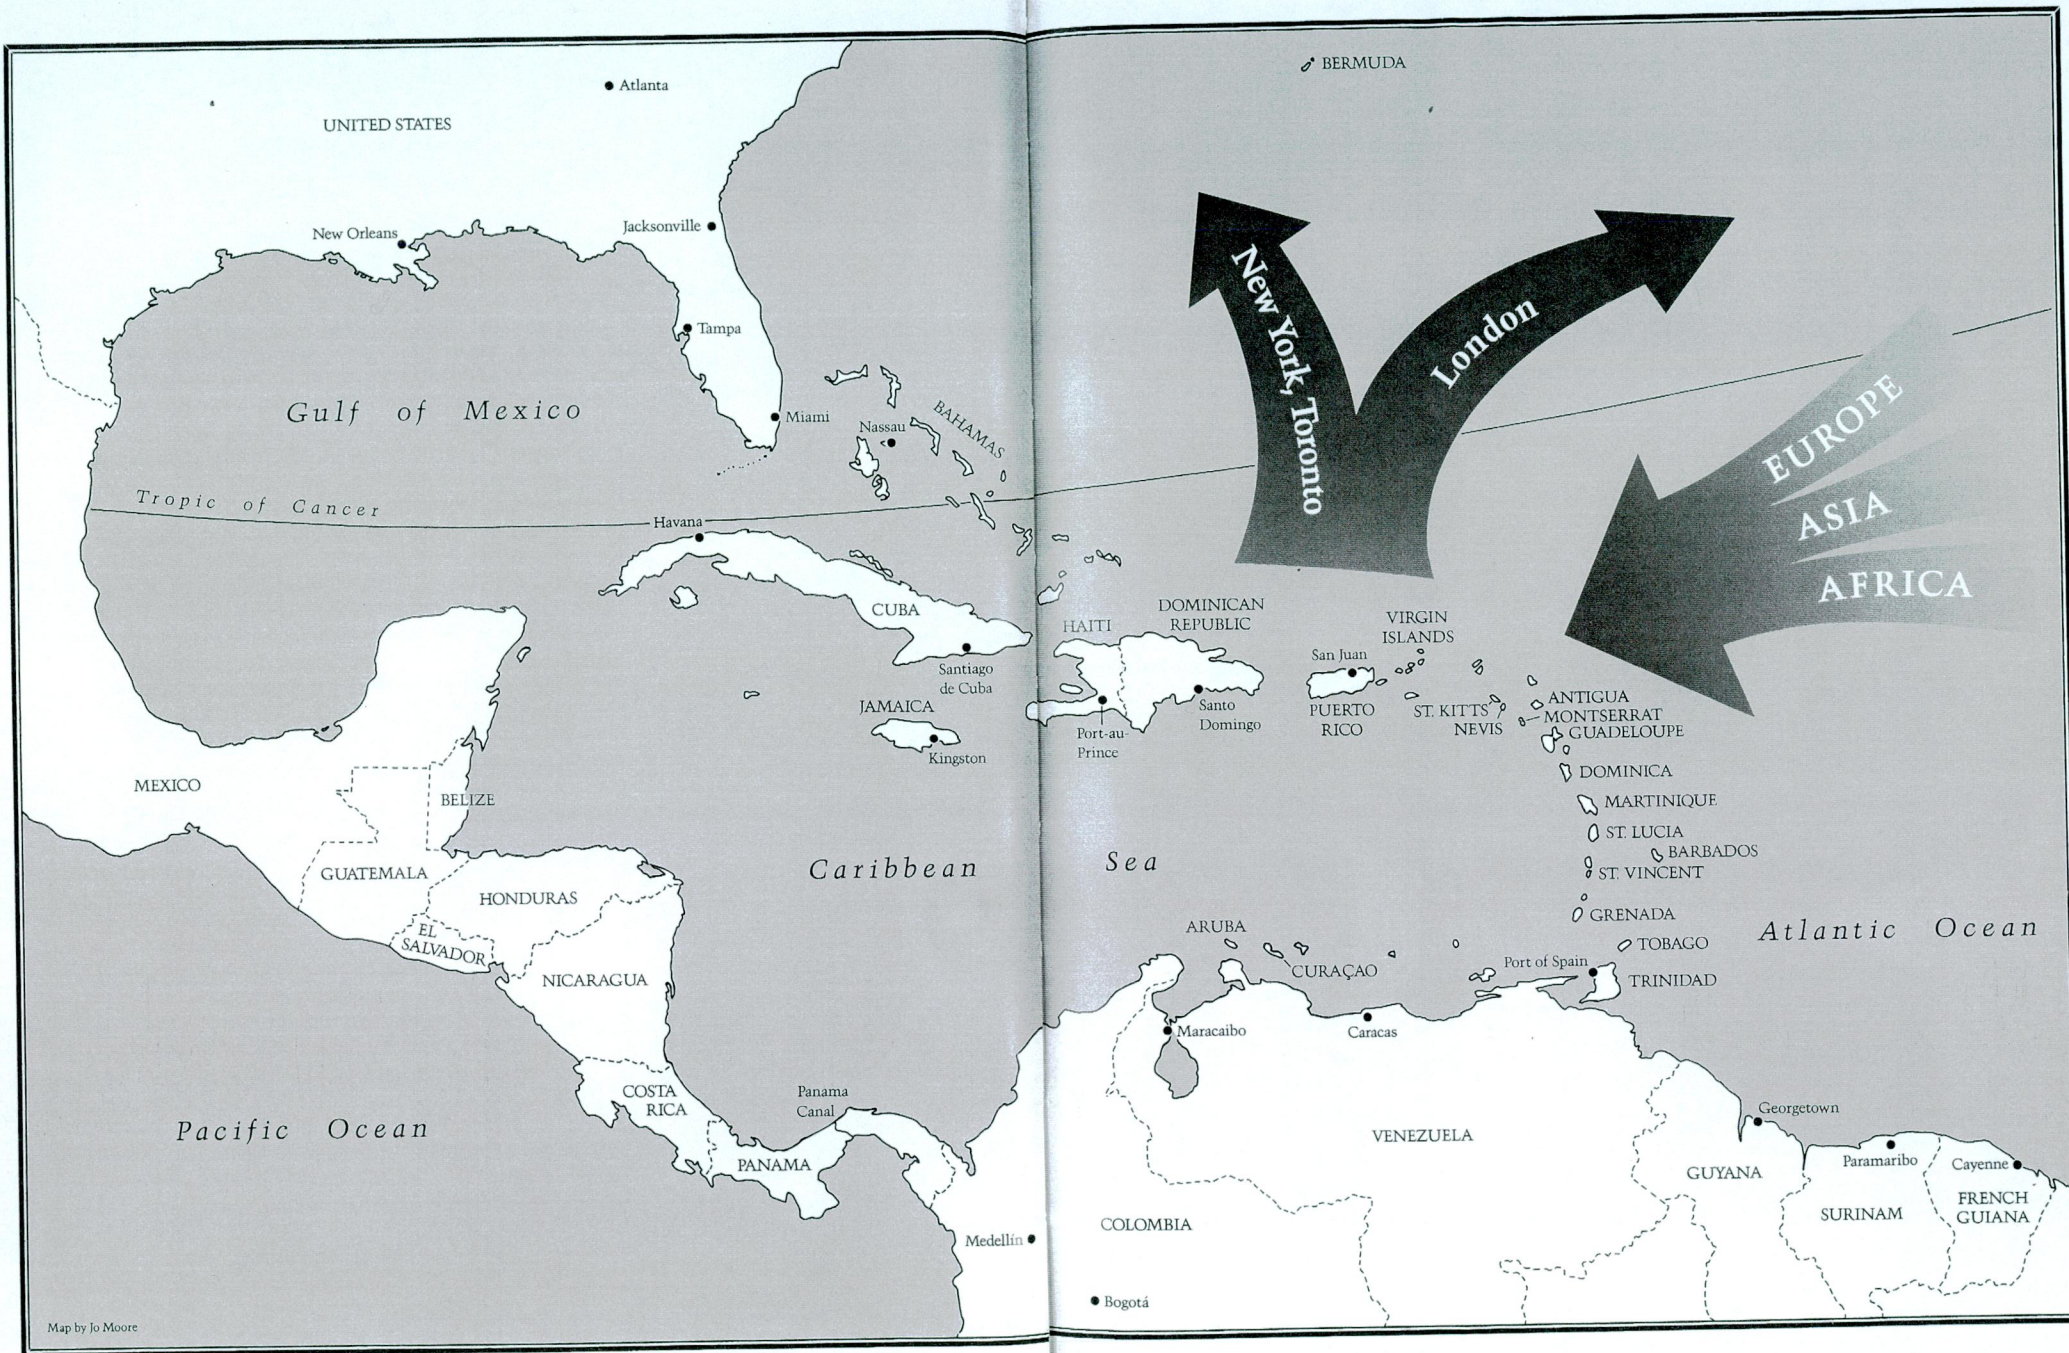 BERMUDA
Atlanta
UNITED STATES
Jacksonville
New Orleans
New York, Toronto
London
Tampa
EUROPE
Gulf of Mexico
Miami
BAHAMAS
Nassau
ASIA
Tropic of Cancer
Havana
AFRICA
CUBA
DOMINICAN
REPUBLIC
HAITI
VIRGIN
ISLANDS
San Juan
Santiago
de Cuba
JAMAICA
Kingston
Port-au-
Prince
Santo
Domingo
PUERTO
RICO
ST. KITTS
NEVIS
ANTIGUA
MONTSERRAT
GUADELOUPE
DOMINICA
MARTINIQUE
ST. LUCIA
BARBADOS
ST. VINCENT
GRENADA
TOBAGO
TRINIDAD
Port of Spain
MEXICO
BELIZE
GUATEMALA
HONDURAS
EL
SALVADOR
NICARAGUA
Caribbean Sea
Atlantic Ocean
ARUBA
CURAÇAO
Maracaibo
Caracas
COSTA
RICA
Panama
Canal
PANAMA
Pacific Ocean
VENEZUELA
Georgetown
GUYANA
Paramaribo
SURINAM
Cayenne
FRENCH
GUIANA
COLOMBIA
Medellín
Bogotá
Map by Jo Moore